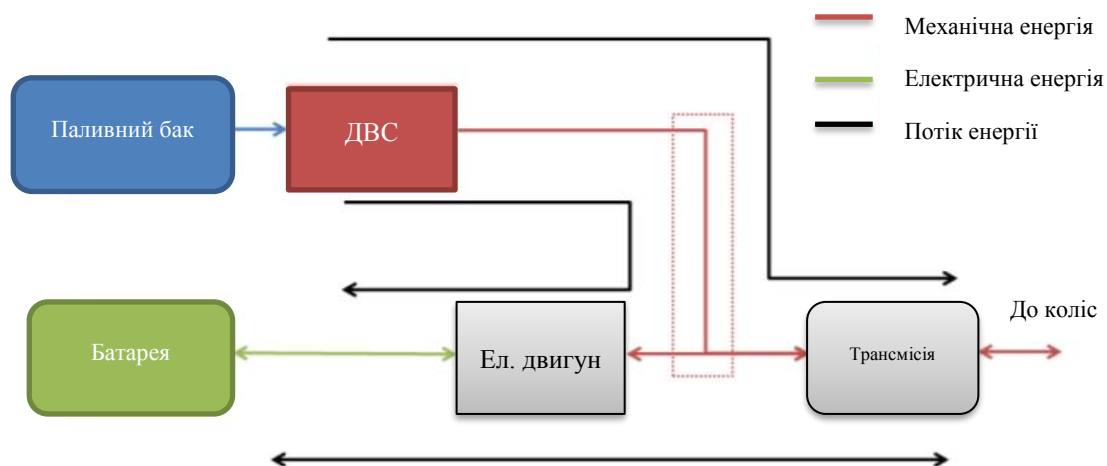 Механічна енергія
Електрична енергія
Потік енергії
Паливний бак
ДВС
До коліс
Батарея
Ел. двигун
Трансмісія